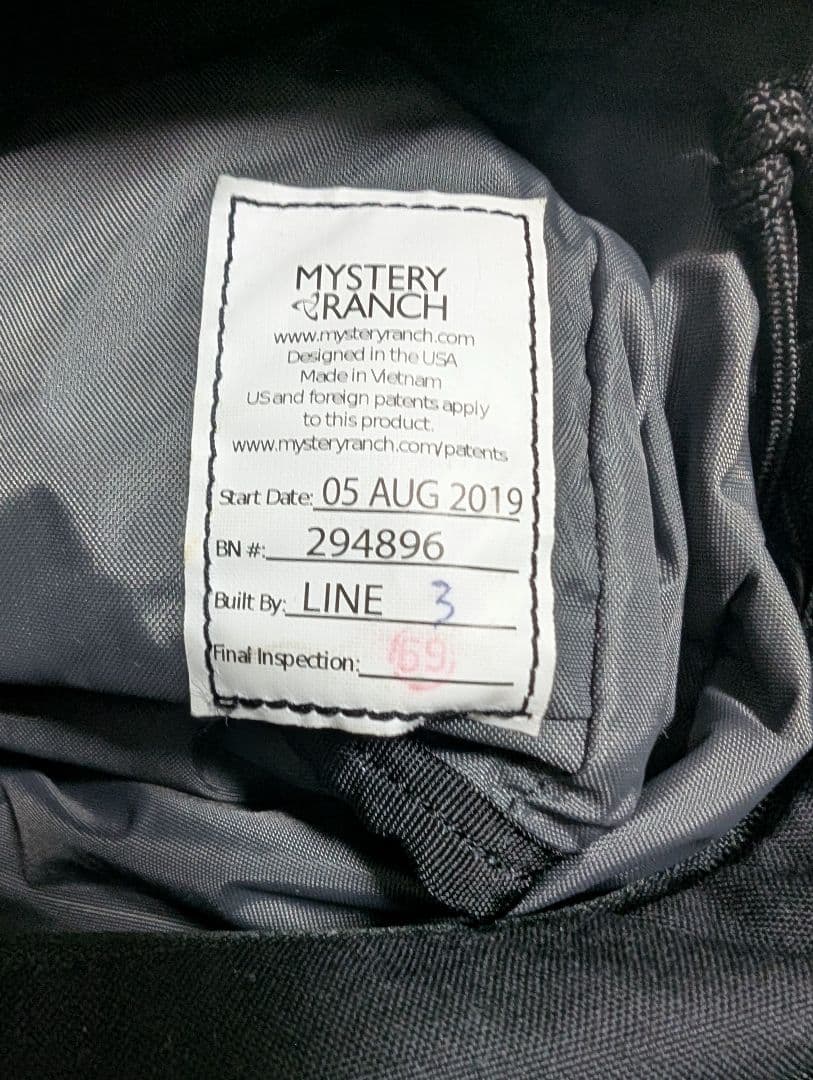 MYSTERY
RANCH
www.mysteryranch.com
Designed in the USA
Made in Vietnam
US and foreign patents apply
to this product.
www.mysteryranch.com/patents
Start Date: 05 AUG 2019
BN #: 294896
Built By: LINE 3
Final Inspection: 69